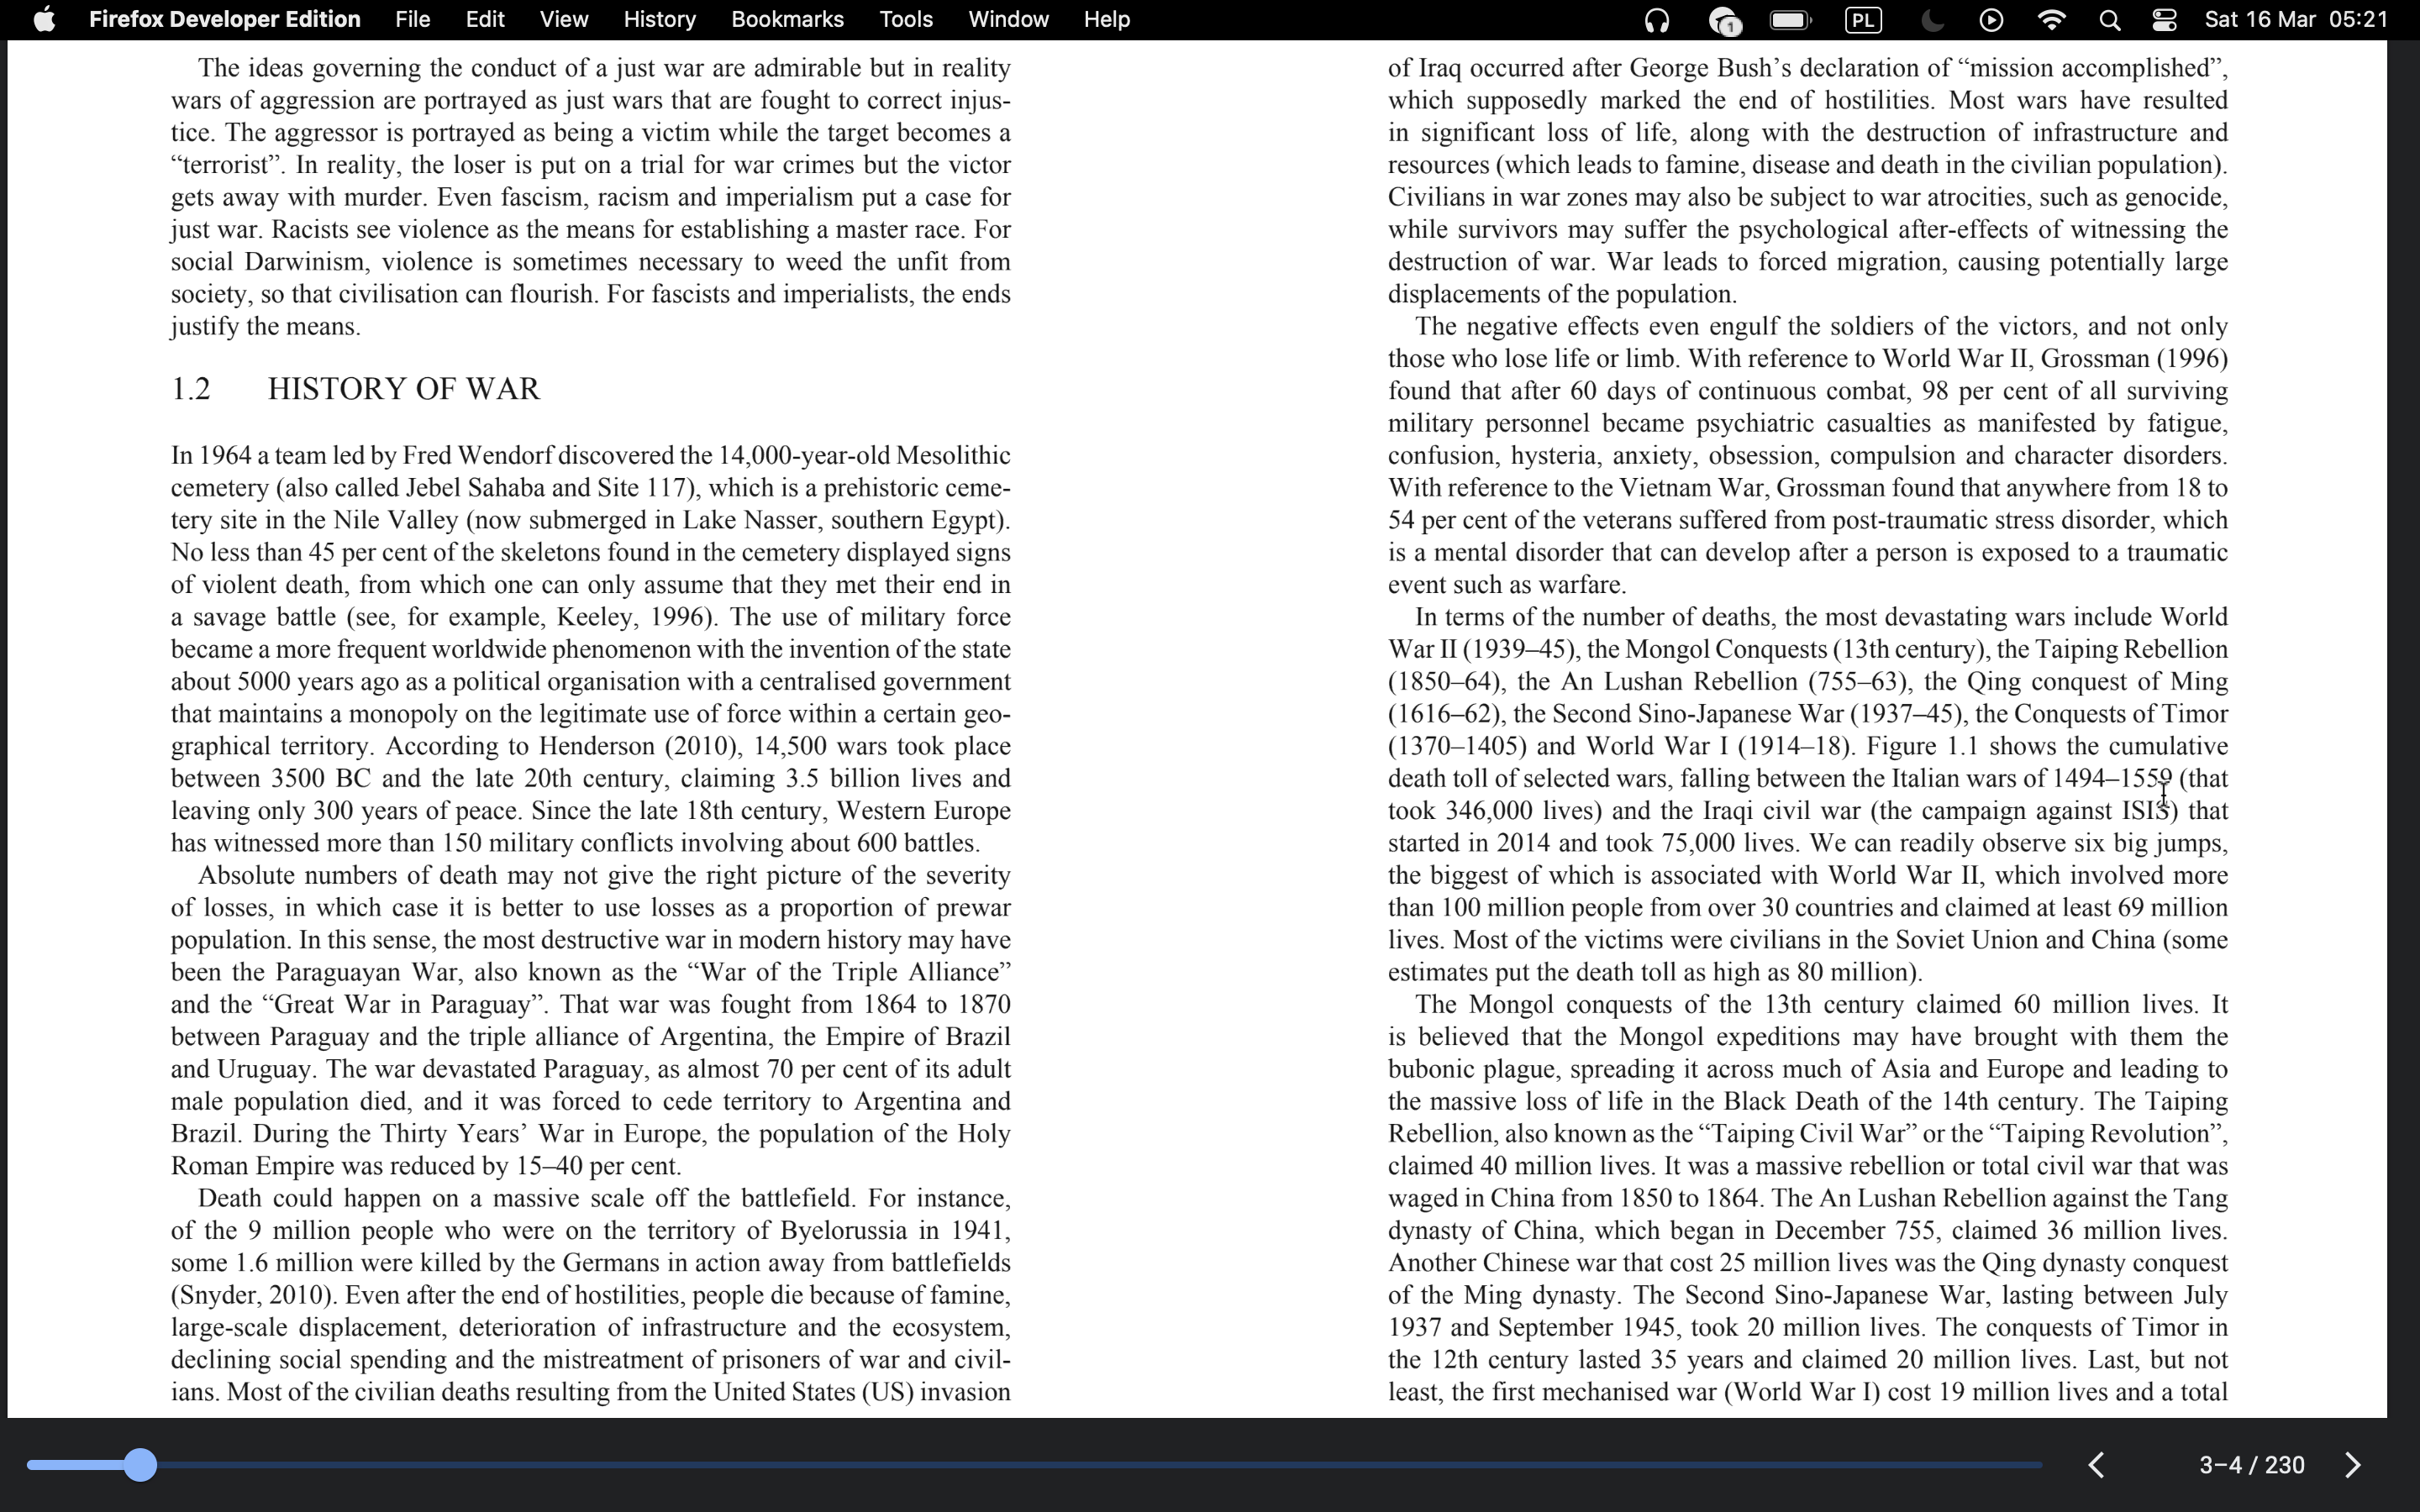 Firefox Developer Edition File Edit View History Bookmarks Tools Window Help 1 PL Sat 16 Mar 05:21
The ideas governing the conduct of a just war are admirable but in reality
wars of aggression are portrayed as just wars that are fought to correct injus-
tice. The aggressor is portrayed as being a victim while the target becomes a
“terrorist”. In reality, the loser is put on a trial for war crimes but the victor
gets away with murder. Even fascism, racism and imperialism put a case for
just war. Racists see violence as the means for establishing a master race. For
social Darwinism, violence is sometimes necessary to weed the unfit from
society, so that civilisation can flourish. For fascists and imperialists, the ends
justify the means.
1.2 HISTORY OF WAR
In 1964 a team led by Fred Wendorf discovered the 14,000-year-old Mesolithic
cemetery (also called Jebel Sahaba and Site 117), which is a prehistoric ceme-
tery site in the Nile Valley (now submerged in Lake Nasser, southern Egypt).
No less than 45 per cent of the skeletons found in the cemetery displayed signs
of violent death, from which one can only assume that they met their end in
a savage battle (see, for example, Keeley, 1996). The use of military force
became a more frequent worldwide phenomenon with the invention of the state
about 5000 years ago as a political organisation with a centralised government
that maintains a monopoly on the legitimate use of force within a certain geo-
graphical territory. According to Henderson (2010), 14,500 wars took place
between 3500 BC and the late 20th century, claiming 3.5 billion lives and
leaving only 300 years of peace. Since the late 18th century, Western Europe
has witnessed more than 150 military conflicts involving about 600 battles.
Absolute numbers of death may not give the right picture of the severity
of losses, in which case it is better to use losses as a proportion of prewar
population. In this sense, the most destructive war in modern history may have
been the Paraguayan War, also known as the “War of the Triple Alliance”
and the “Great War in Paraguay”. That war was fought from 1864 to 1870
between Paraguay and the triple alliance of Argentina, the Empire of Brazil
and Uruguay. The war devastated Paraguay, as almost 70 per cent of its adult
male population died, and it was forced to cede territory to Argentina and
Brazil. During the Thirty Years’ War in Europe, the population of the Holy
Roman Empire was reduced by 15–40 per cent.
Death could happen on a massive scale off the battlefield. For instance,
of the 9 million people who were on the territory of Byelorussia in 1941,
some 1.6 million were killed by the Germans in action away from battlefields
(Snyder, 2010). Even after the end of hostilities, people die because of famine,
large-scale displacement, deterioration of infrastructure and the ecosystem,
declining social spending and the mistreatment of prisoners of war and civil-
ians. Most of the civilian deaths resulting from the United States (US) invasion
of Iraq occurred after George Bush’s declaration of “mission accomplished”,
which supposedly marked the end of hostilities. Most wars have resulted
in significant loss of life, along with the destruction of infrastructure and
resources (which leads to famine, disease and death in the civilian population).
Civilians in war zones may also be subject to war atrocities, such as genocide,
while survivors may suffer the psychological after-effects of witnessing the
destruction of war. War leads to forced migration, causing potentially large
displacements of the population.
The negative effects even engulf the soldiers of the victors, and not only
those who lose life or limb. With reference to World War II, Grossman (1996)
found that after 60 days of continuous combat, 98 per cent of all surviving
military personnel became psychiatric casualties as manifested by fatigue,
confusion, hysteria, anxiety, obsession, compulsion and character disorders.
With reference to the Vietnam War, Grossman found that anywhere from 18 to
54 per cent of the veterans suffered from post-traumatic stress disorder, which
is a mental disorder that can develop after a person is exposed to a traumatic
event such as warfare.
In terms of the number of deaths, the most devastating wars include World
War II (1939–45), the Mongol Conquests (13th century), the Taiping Rebellion
(1850–64), the An Lushan Rebellion (755–63), the Qing conquest of Ming
(1616–62), the Second Sino-Japanese War (1937–45), the Conquests of Timor
(1370–1405) and World War I (1914–18). Figure 1.1 shows the cumulative
death toll of selected wars, falling between the Italian wars of 1494–1559 (that
took 346,000 lives) and the Iraqi civil war (the campaign against ISIS) that
started in 2014 and took 75,000 lives. We can readily observe six big jumps,
the biggest of which is associated with World War II, which involved more
than 100 million people from over 30 countries and claimed at least 69 million
lives. Most of the victims were civilians in the Soviet Union and China (some
estimates put the death toll as high as 80 million).
The Mongol conquests of the 13th century claimed 60 million lives. It
is believed that the Mongol expeditions may have brought with them the
bubonic plague, spreading it across much of Asia and Europe and leading to
the massive loss of life in the Black Death of the 14th century. The Taiping
Rebellion, also known as the “Taiping Civil War” or the “Taiping Revolution”,
claimed 40 million lives. It was a massive rebellion or total civil war that was
waged in China from 1850 to 1864. The An Lushan Rebellion against the Tang
dynasty of China, which began in December 755, claimed 36 million lives.
Another Chinese war that cost 25 million lives was the Qing dynasty conquest
of the Ming dynasty. The Second Sino-Japanese War, lasting between July
1937 and September 1945, took 20 million lives. The conquests of Timor in
the 12th century lasted 35 years and claimed 20 million lives. Last, but not
least, the first mechanised war (World War I) cost 19 million lives and a total
3–4 / 230